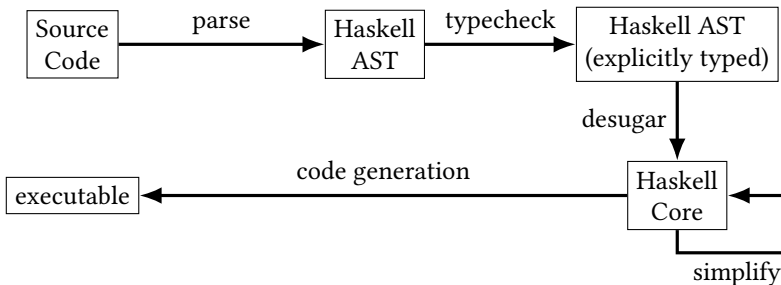 parse
typecheck
Source
Code
Haskell
AST
Haskell AST
(explicitly typed)
desugar
code generation
executable
Haskell
Core
simplify